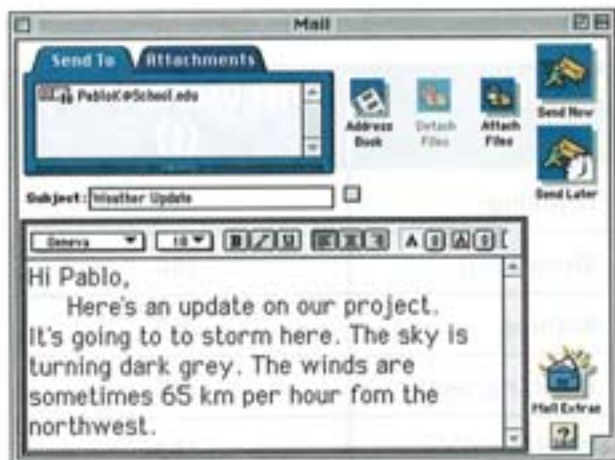 Mail
Send To Attachments
PabloK@School.edu
Address Book
Detach Files
Attach Files
Send Now
Send Later
Subject: Weather Update
Geneva 10 B I U A A
Hi Pablo,
Here's an update on our project.
It's going to to storm here. The sky is
turning dark grey. The winds are
sometimes 65 km per hour fom the
northwest.
Mail Extras
?